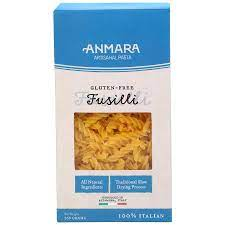 ANMARA
ARTISANAL PASTA
GLUTEN-FREE
Fusilli
All Natural
Ingredients
Traditional Slow
Drying Process
100% ITALIAN